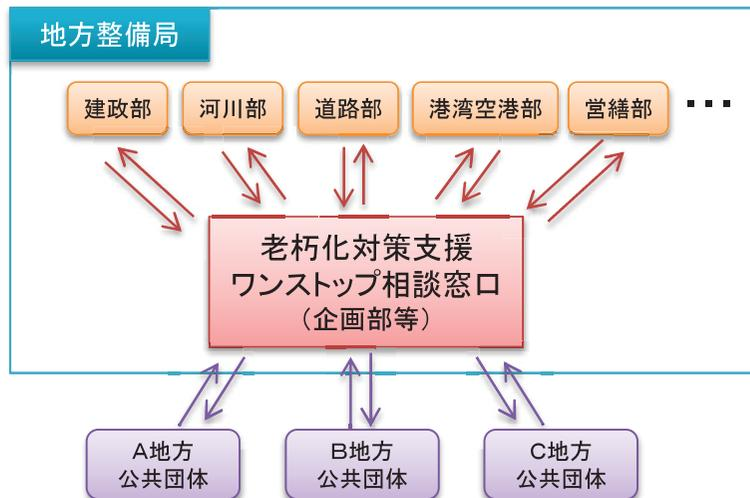 地方整備局
建政部 河川部 道路部 港湾空港部 営繕部 ･･･
老朽化対策支援
ワンストップ相談窓口
（企画部等）
A地方 B地方 C地方
公共団体 公共団体 公共団体